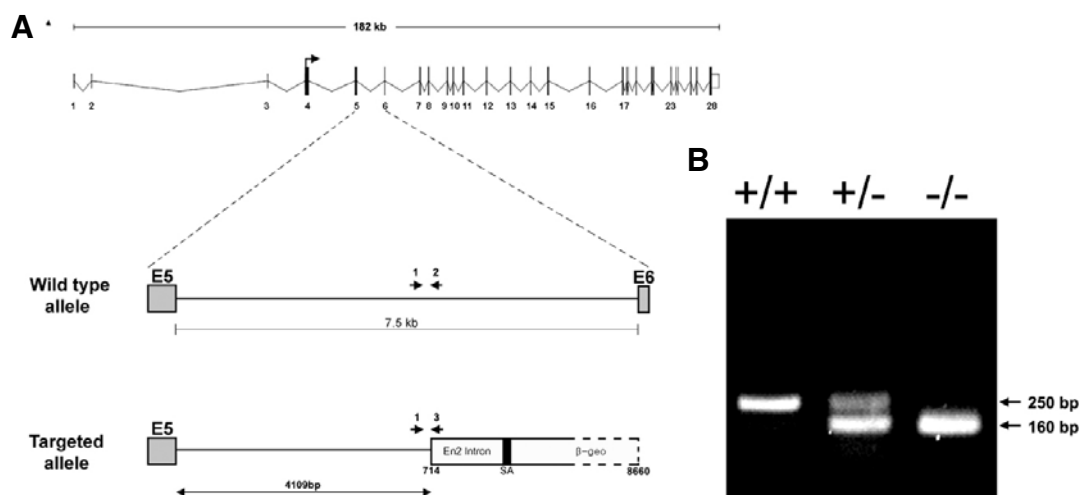 A
182 kb
1 2 3 4 5 6 7 8 9 10 11 12 13 14 15 16 17 23 28
B
+/+ +/- -/-
Wild type
allele
E5 1 2 E6
7.5 kb
250 bp
160 bp
Targeted
allele
E5 1 3
En2 Intron β-geo
714 SA 8660
4109bp